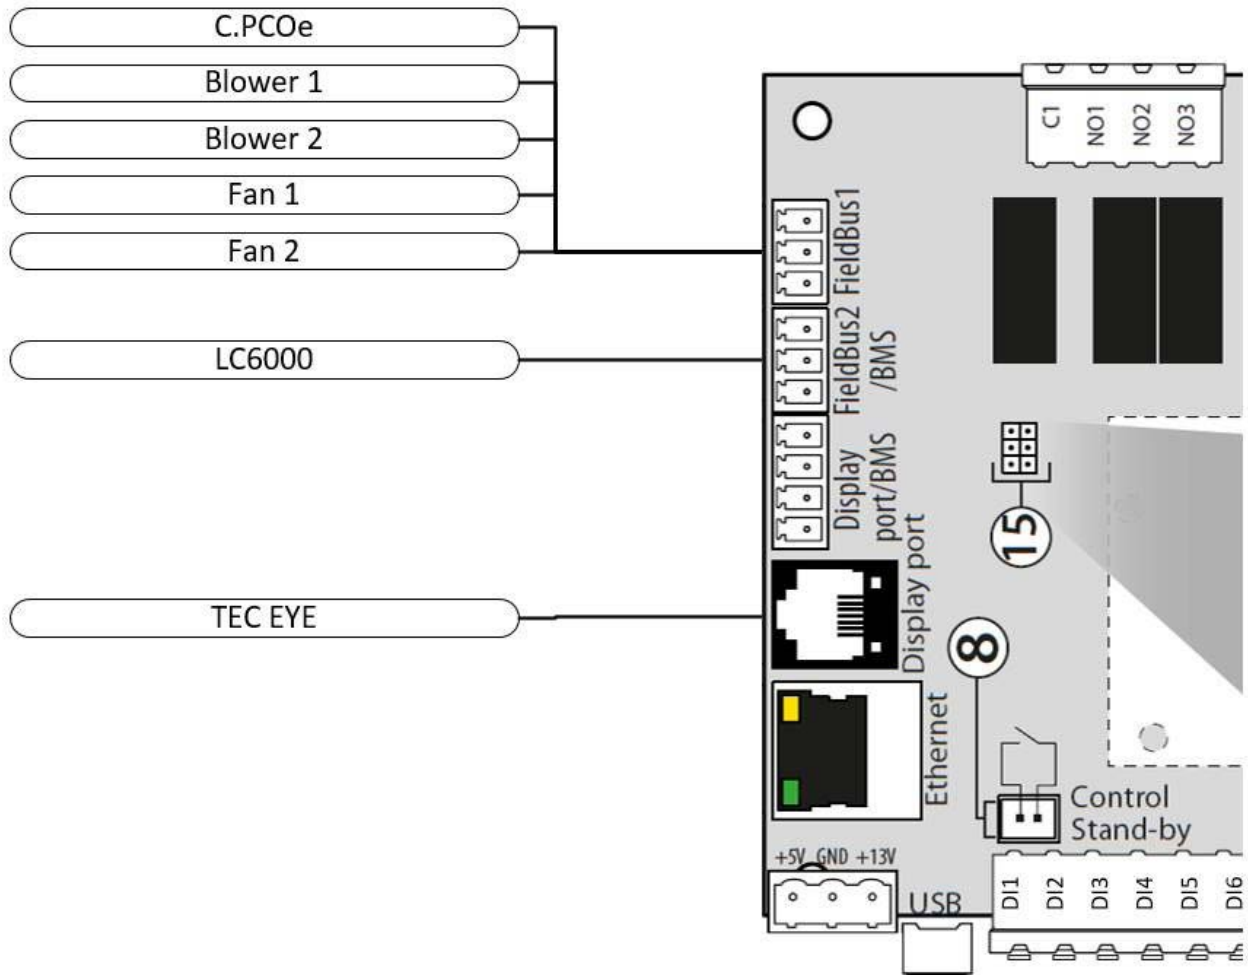 C.PCOe
Blower 1
Blower 2
Fan 1
Fan 2
LC6000
TEC EYE
C1
NO1
NO2
NO3
FieldBus1
FieldBus2
/BMS
Display
port/BMS
Display port
Ethernet
15
8
Control
Stand-by
+5V GND +13V
USB
DI1
DI2
DI3
DI4
DI5
DI6